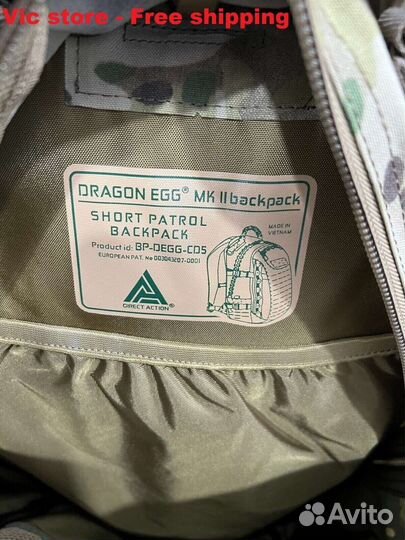 Vic store - Free shipping
DRAGON EGG® MK II backpack
SHORT PATROL
BACKPACK
MADE IN
VIETNAM
Product id: BP-DEGG-CD5
EUROPEAN PAT. No 003043207-0001
DIRECT ACTION®
Avito